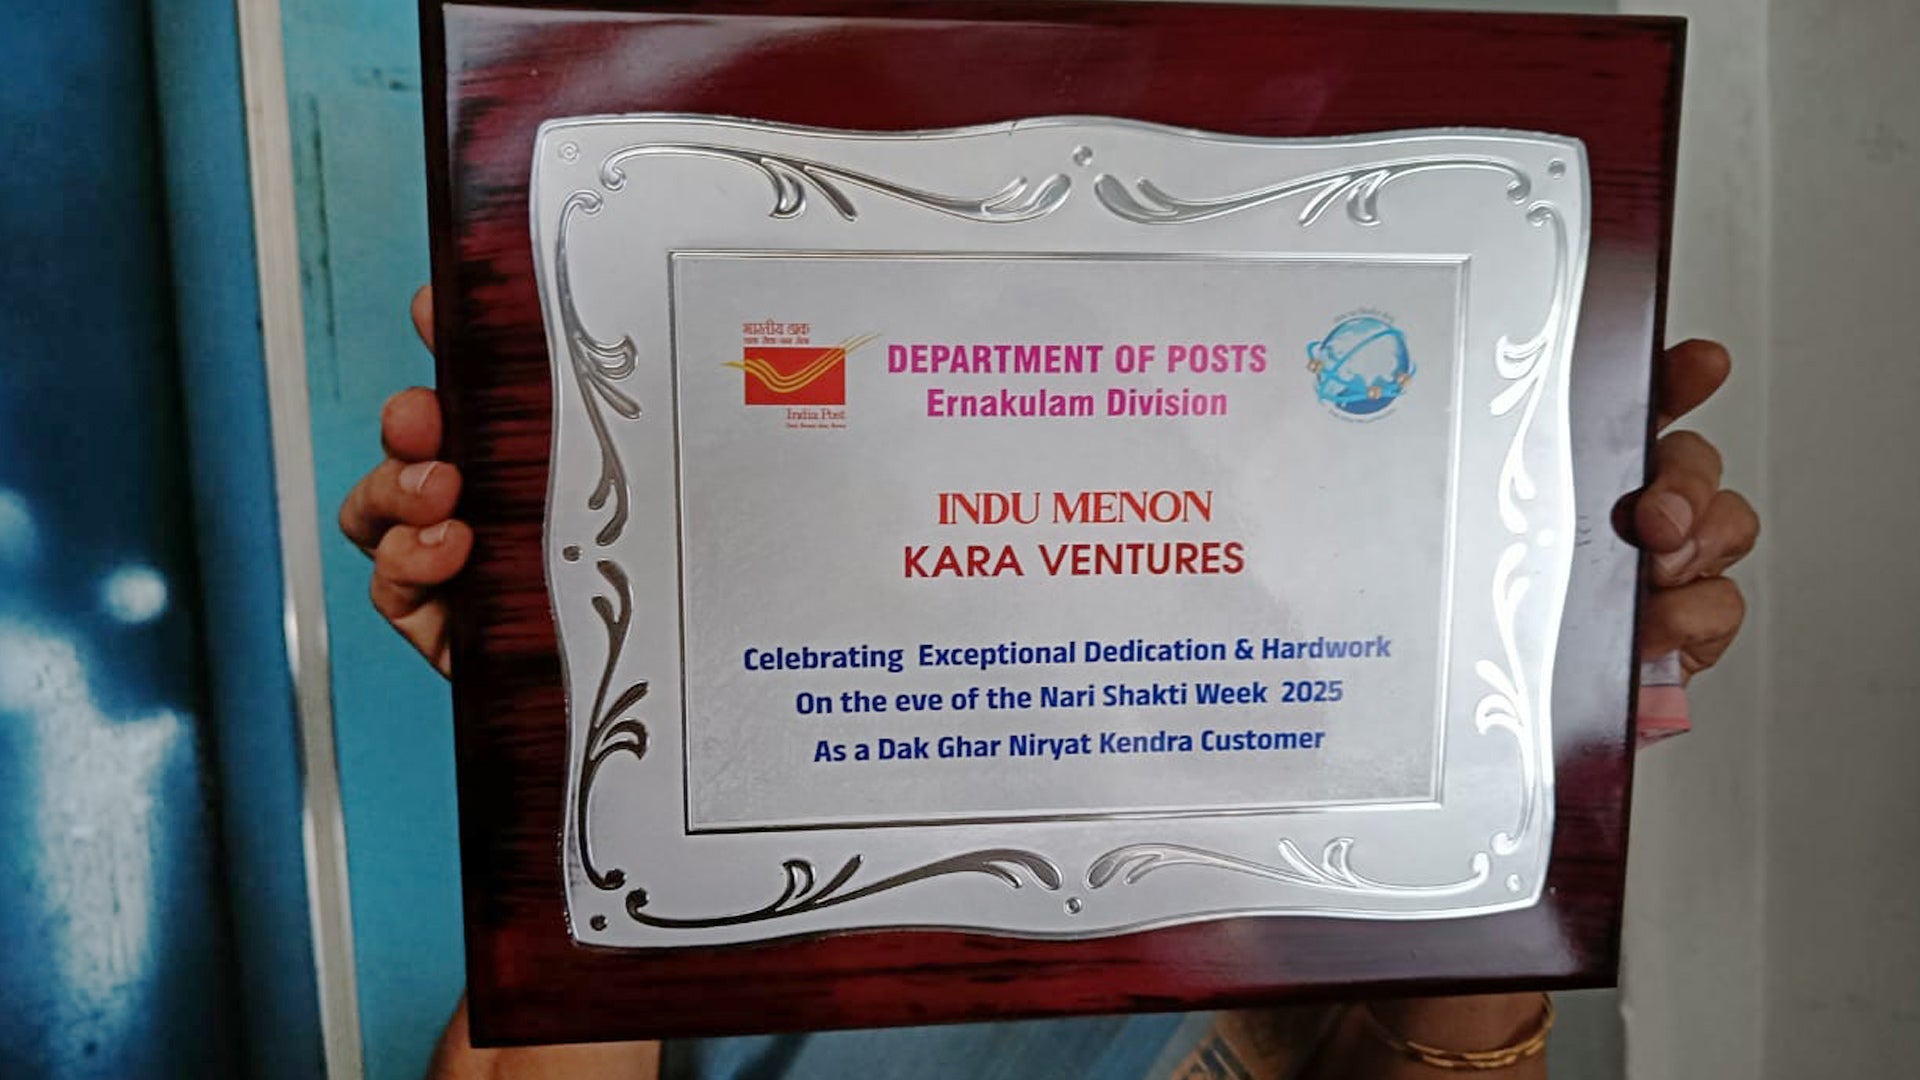 भारतीय डाक
India Post
DEPARTMENT OF POSTS
Ernakulam Division
INDU MENON
KARA VENTURES
Celebrating Exceptional Dedication & Hardwork
On the eve of the Nari Shakti Week 2025
As a Dak Ghar Niryat Kendra Customer